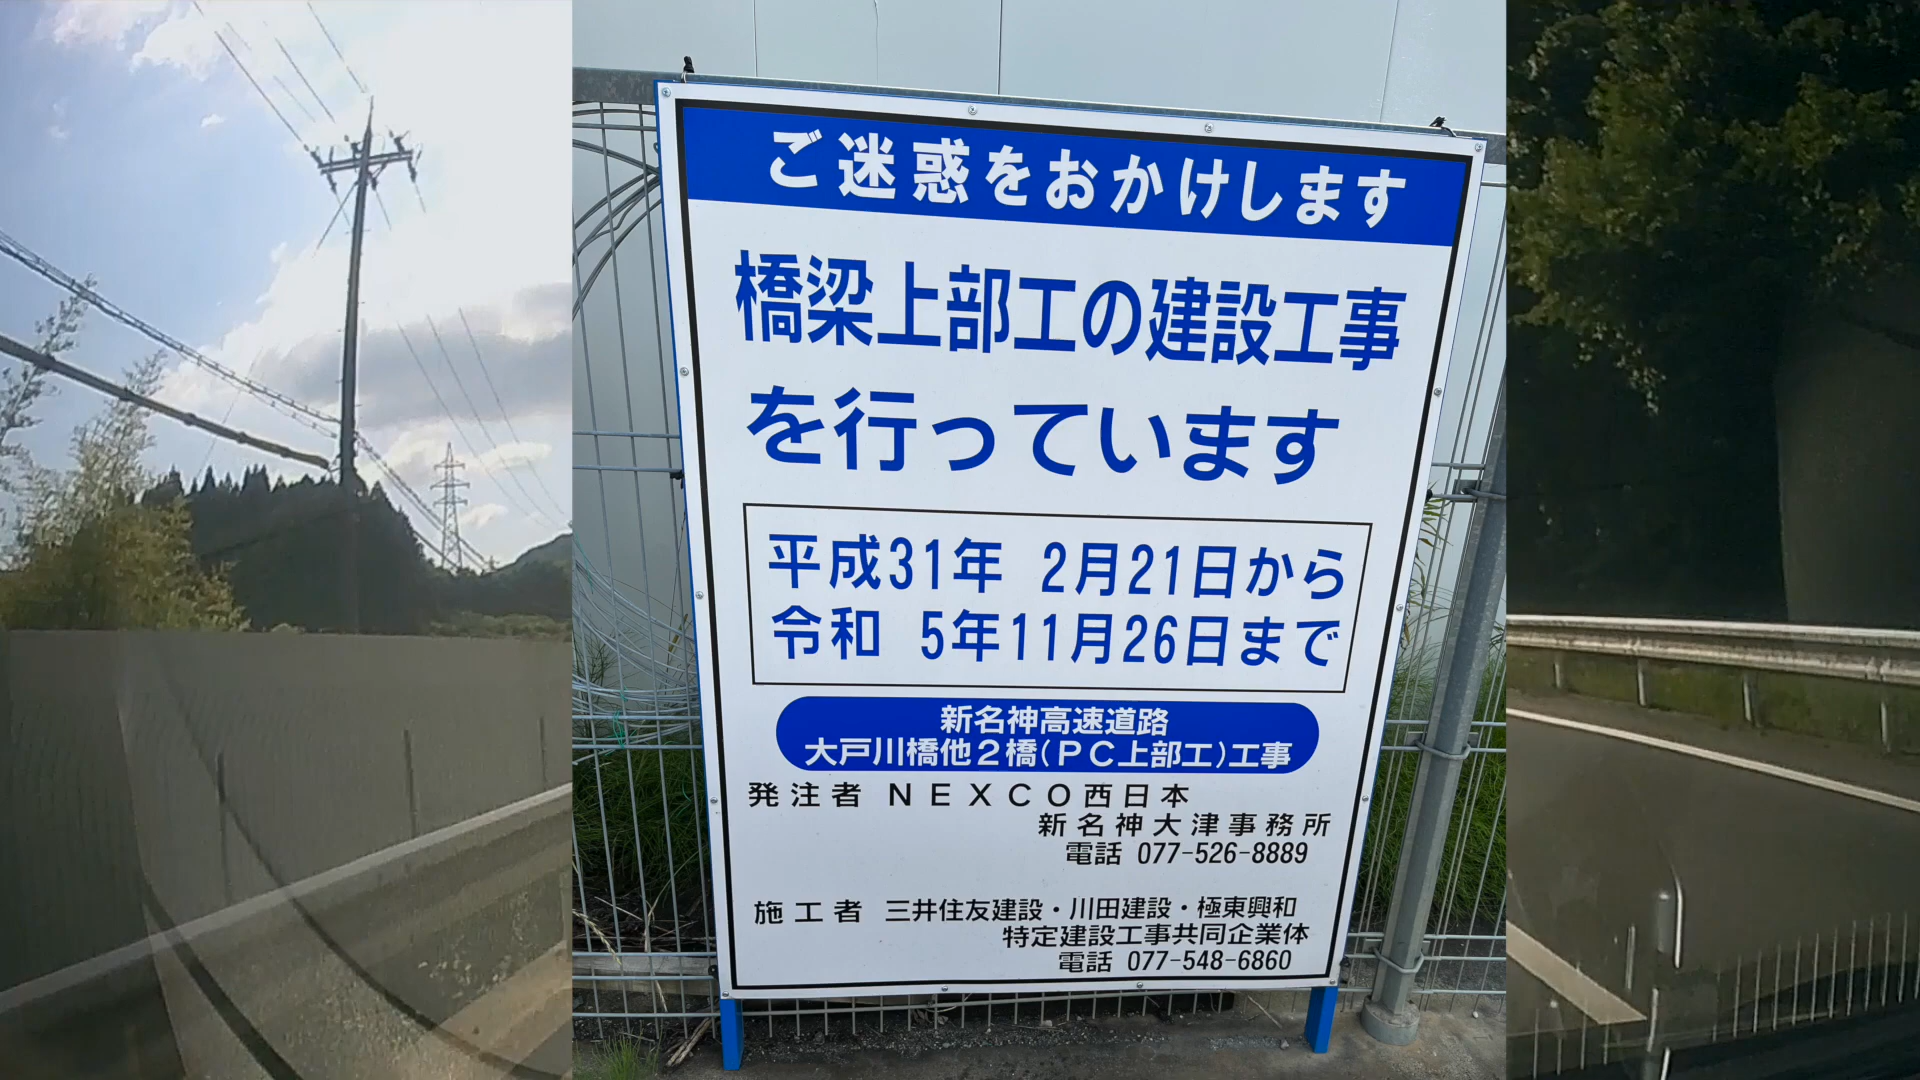 ご迷惑をおかけします
橋梁上部工の建設工事
を行っています
平成31年 2月21日から
令和 5年11月26日まで
新名神高速道路
大戸川橋他2橋(PC上部工)工事
発注者 NEXCO西日本
新名神大津事務所
電話 077-526-8889
施工者 三井住友建設・川田建設・極東興和
特定建設工事共同企業体
電話 077-548-6860